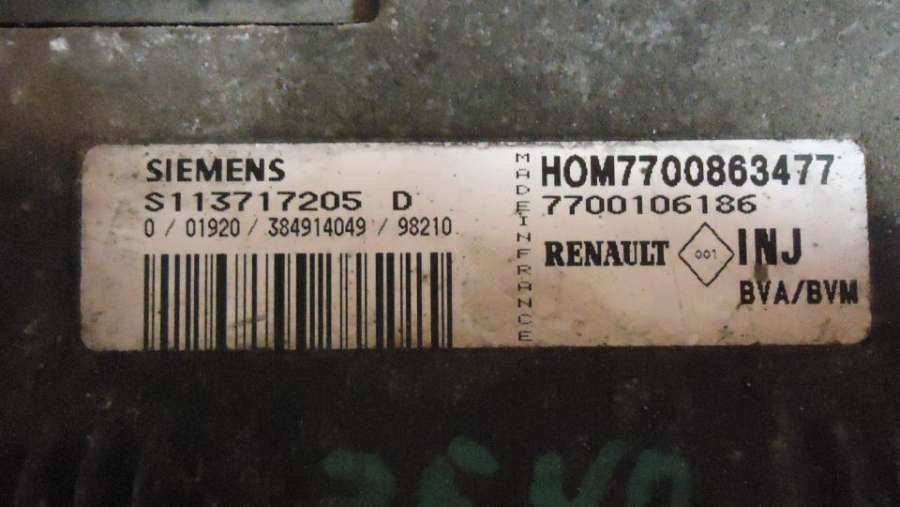 SIEMENS
S113717205 D
0 / 01920 / 384914049 / 98210
MADE IN FRANCE
HOM7700863477
7700106186
RENAULT 001 INJ
BVA/BVM